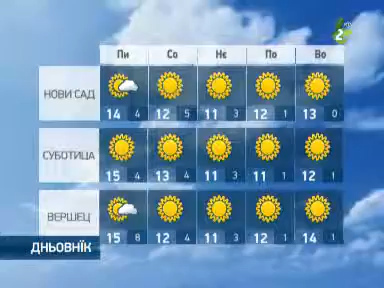 2
Пи Со Нє По Во
НОВИ САД 14 4 12 5 11 3 12 1 13 0
СУБОТИЦА 15 4 13 4 11 3 11 1 12 1
ВЕРШЕЦ 15 8 12 4 11 3 12 1 14 1
ДНЬОВНЇК